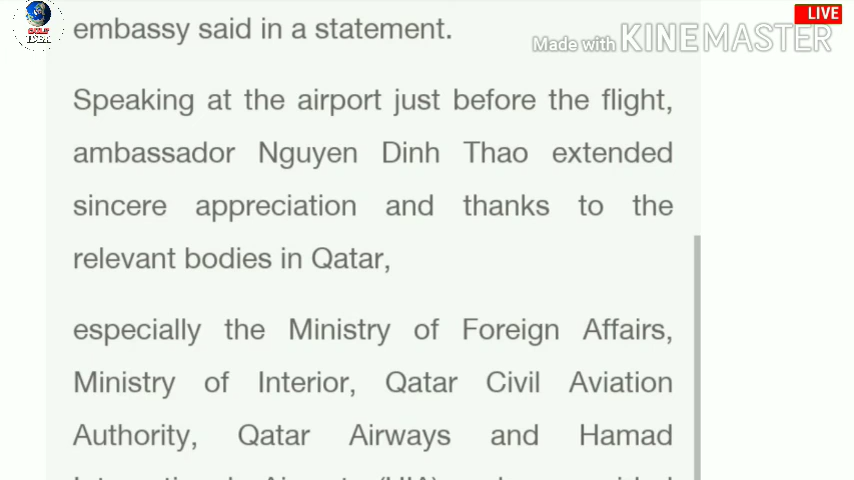 LIVE
Made with KINEMASTER
embassy said in a statement.
Speaking at the airport just before the flight,
ambassador Nguyen Dinh Thao extended
sincere appreciation and thanks to the
relevant bodies in Qatar,
especially the Ministry of Foreign Affairs,
Ministry of Interior, Qatar Civil Aviation
Authority, Qatar Airways and Hamad